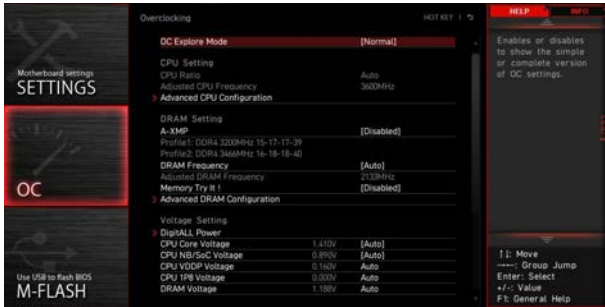 Overclocking
HOT KEY
HELP
INFO
Motherboard settings
SETTINGS
OC
Use USB to flash BIOS
M-FLASH
OC Explore Mode [Normal]
CPU Setting
CPU Ratio Auto
Adjusted CPU Frequency 3600MHz
Advanced CPU Configuration
DRAM Setting
A-XMP [Disabled]
Profile1: DDR4 3200MHz 15-17-17-39
Profile2: DDR4 3466MHz 16-18-18-40
DRAM Frequency [Auto]
Adjusted DRAM Frequency 2133MHz
Memory Try It ! [Disabled]
Advanced DRAM Configuration
Voltage Setting
DigitALL Power
CPU Core Voltage 1.410V [Auto]
CPU NB/SoC Voltage 0.890V [Auto]
CPU VDDP Voltage 0.160V Auto
CPU 1P8 Voltage 0.000V Auto
DRAM Voltage 1.188V Auto
Enables or disables
to show the simple
or complete version
of OC settings.
↑↓: Move
→←: Group Jump
Enter: Select
+/-: Value
F1: General Help